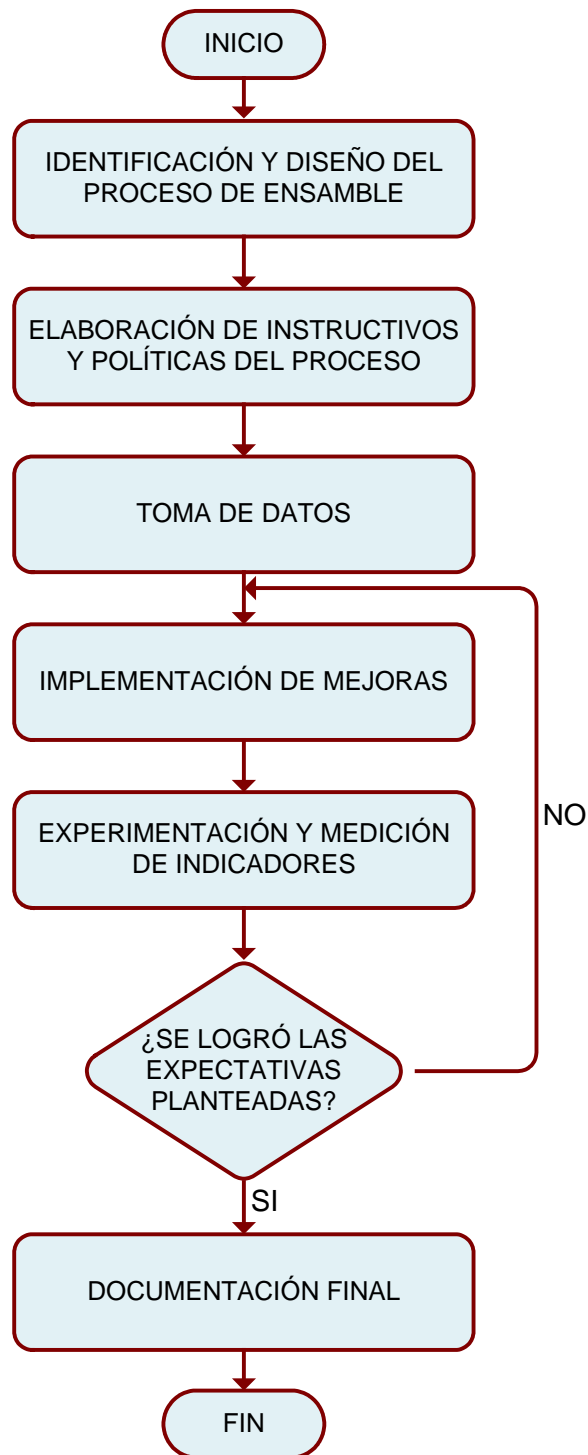 INICIO
IDENTIFICACIÓN Y DISEÑO DEL
PROCESO DE ENSAMBLE
ELABORACIÓN DE INSTRUCTIVOS
Y POLÍTICAS DEL PROCESO
TOMA DE DATOS
IMPLEMENTACIÓN DE MEJORAS
EXPERIMENTACIÓN Y MEDICIÓN
DE INDICADORES
NO
¿SE LOGRÓ LAS
EXPECTATIVAS
PLANTEADAS?
SI
DOCUMENTACIÓN FINAL
FIN